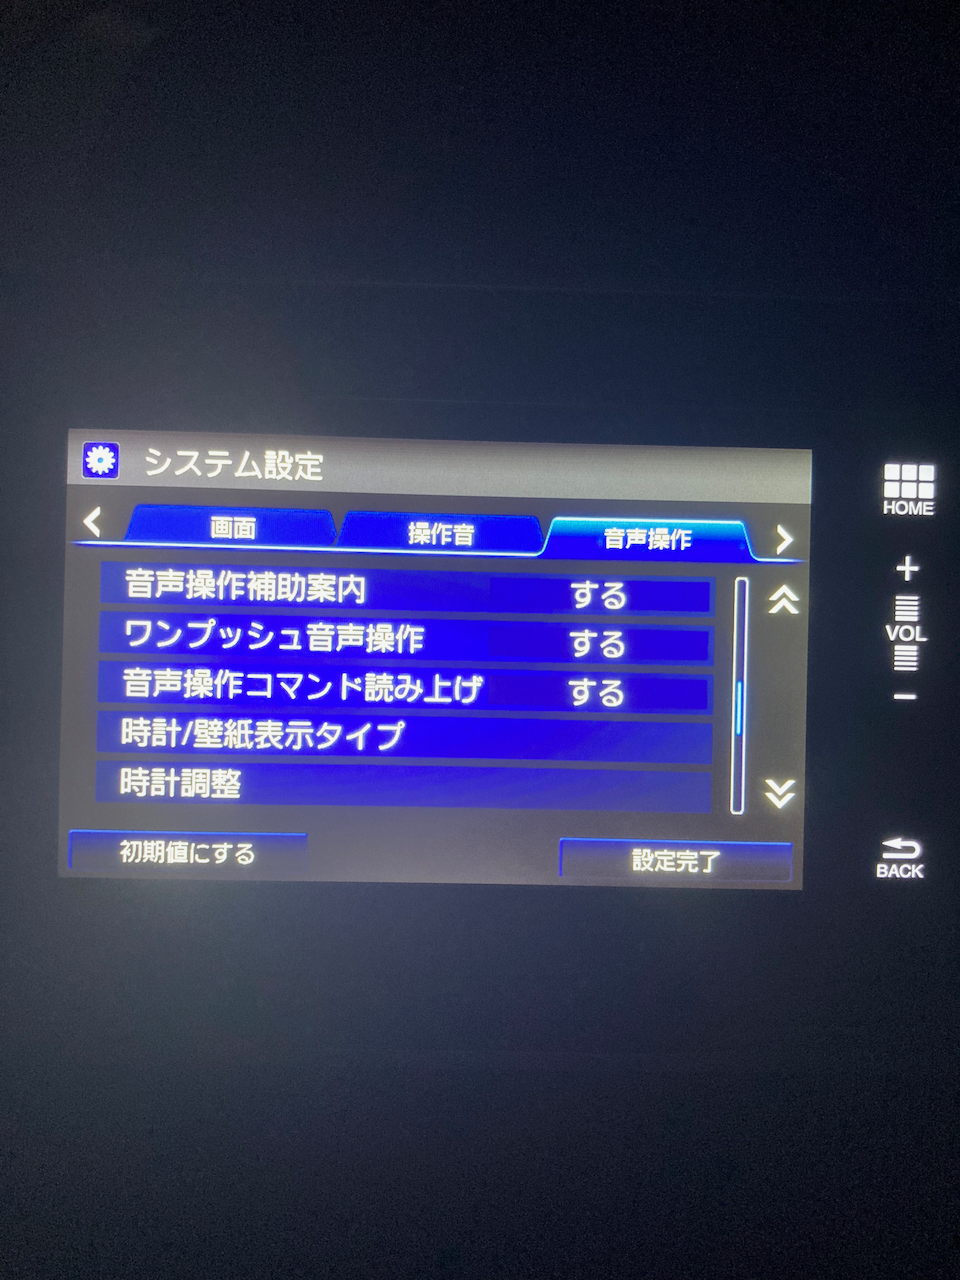 システム設定
画面 操作音 音声操作
音声操作補助案内 する
ワンプッシュ音声操作 する
音声操作コマンド読み上げ する
時計/壁紙表示タイプ
時計調整
初期値にする 設定完了
HOME
+
VOL
−
BACK